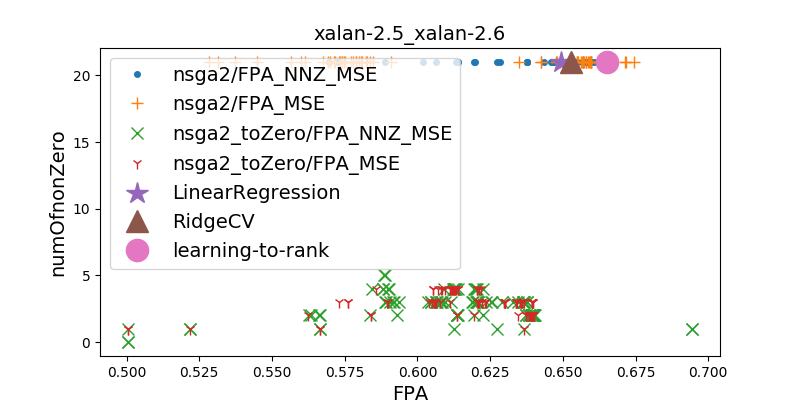 xalan-2.5_xalan-2.6
numOfnonZero
20
15
10
5
0
nsga2/FPA_NNZ_MSE
nsga2/FPA_MSE
nsga2_toZero/FPA_NNZ_MSE
nsga2_toZero/FPA_MSE
LinearRegression
RidgeCV
learning-to-rank
0.500 0.525 0.550 0.575 0.600 0.625 0.650 0.675 0.700
FPA